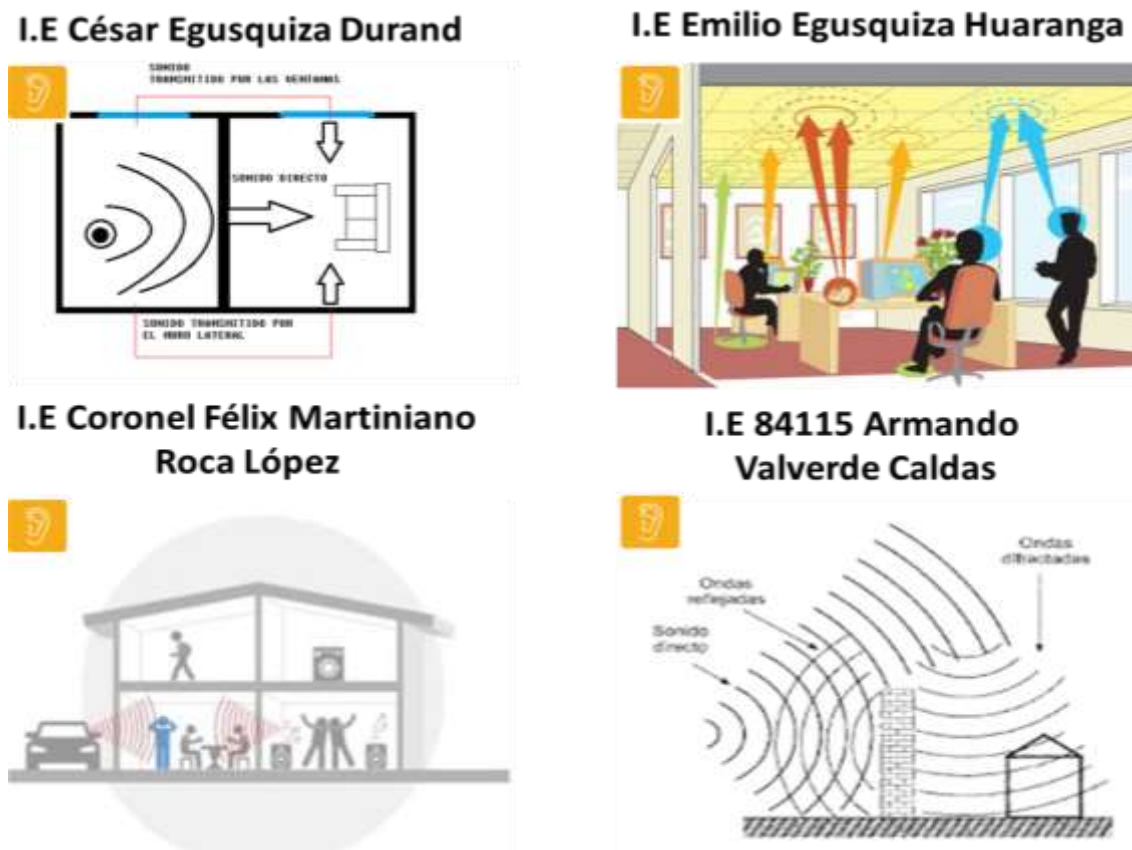 I.E César Egusquiza Durand
I.E Emilio Egusquiza Huaranga
SONIDO
TRANSMITIDO POR LAS VENTANAS
SONIDO DIRECTO
SONIDO TRANSMITIDO POR
EL MURO LATERAL
I.E Coronel Félix Martiniano
Roca López
I.E 84115 Armando
Valverde Caldas
Ondas
difractadas
Ondas
reflejadas
Sonido
directo